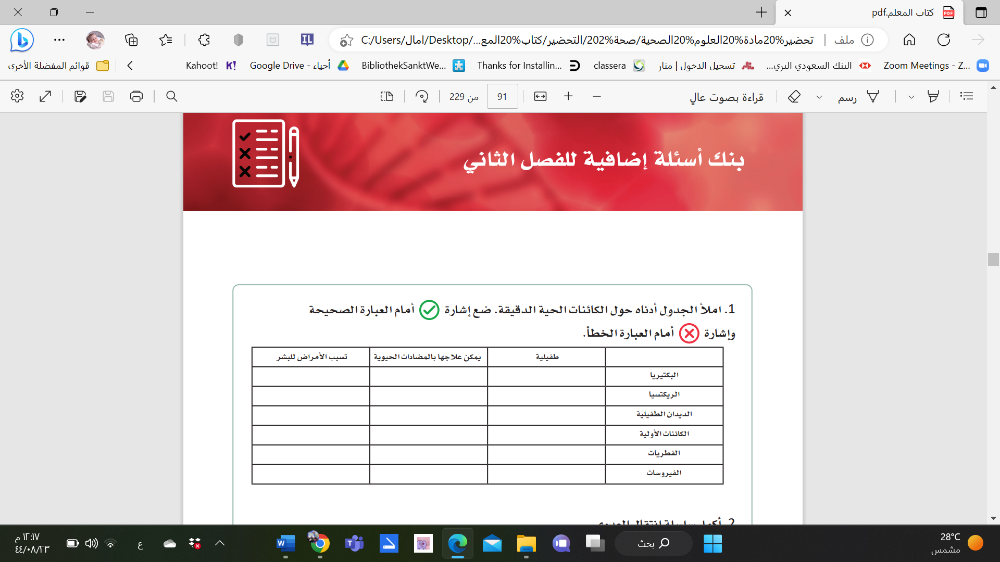 كتاب المعلم.pdf
C:/Users/امال/Desktop/تحضير%20مادة%20العلوم%20الصحية/صحة%202/التحضير/كتاب%20المع...
ملف
Zoom Meetings - Z...
البنك السعودي البري...
تسجيل الدخول | منار
classera
Thanks for Installin...
BibliothekSanktWe...
أحياء - Google Drive
Kahoot!
K!
قوائم المفضلة الأخرى
رسم
قراءة بصوت عالٍ
91
من 229
بنك أسئلة إضافية للفصل الثاني
1. املأ الجدول أدناه حول الكائنات الحية الدقيقة. ضع إشارة ✓ أمام العبارة الصحيحة
وإشارة ✗ أمام العبارة الخطأ.
طفيلية
يمكن علاجها بالمضادات الحيوية
تسبب الأمراض للبشر
البكتيريا
الريكتسيا
الديدان الطفيلية
الكائنات الأولية
الفطريات
الفيروسات
28°C
مشمس
بحث
ع
١٢:١٧ م
٤٤/٠٨/٢٣